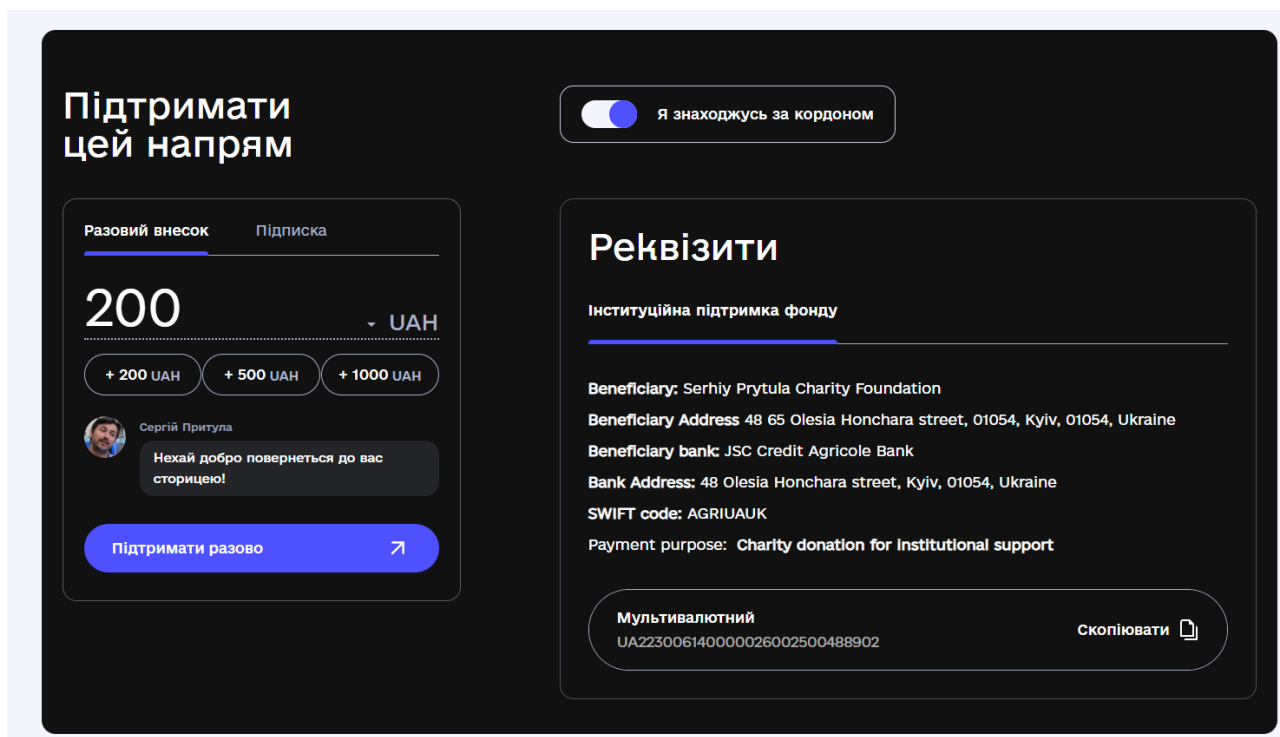 Підтримати
цей напрям
Я знаходжусь за кордоном
Разовий внесок
Підписка
200
UAH
+ 200 UAH
+ 500 UAH
+ 1000 UAH
Сергій Притула
Нехай добро повернеться до вас
сторицею!
Підтримати разово
Реквізити
Інституційна підтримка фонду
Beneficiary: Serhiy Prytula Charity Foundation
Beneficiary Address 48 65 Olesia Honchara street, 01054, Kyiv, 01054, Ukraine
Beneficiary bank: JSC Credit Agricole Bank
Bank Address: 48 Olesia Honchara street, Kyiv, 01054, Ukraine
SWIFT code: AGRIUAUK
Payment purpose: Charity donation for institutional support
Мультивалютний
UA223006140000026002500488902
Скопіювати